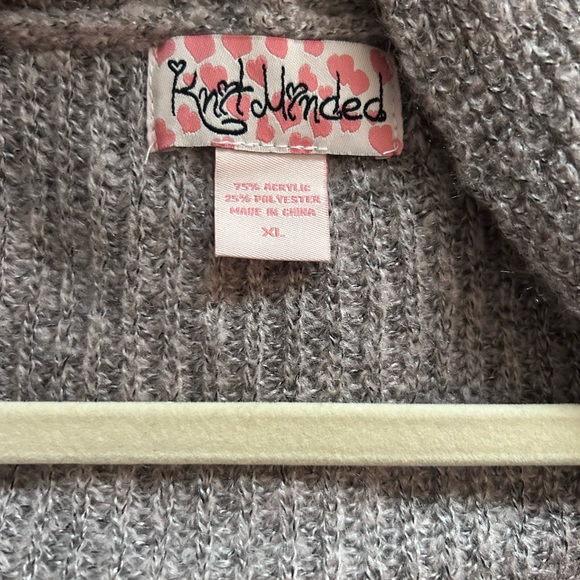 Knit Minded
75% ACRYLIC
25% POLYESTER
MADE IN CHINA
XL